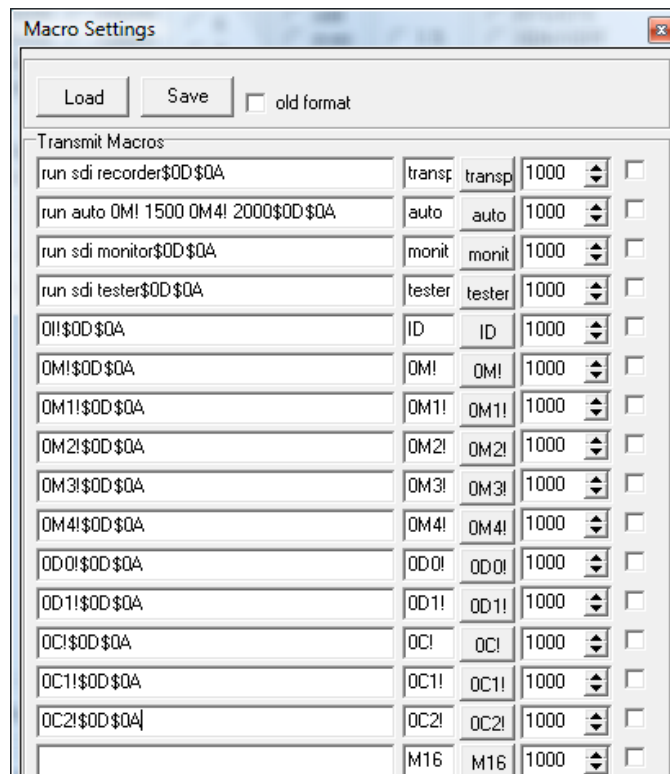 Macro Settings
Load Save old format
Transmit Macros
run sdi recorder$0D$0A transp transp 1000
run auto 0M! 1500 0M4! 2000$0D$0A auto auto 1000
run sdi monitor$0D$0A monit monit 1000
run sdi tester$0D$0A tester tester 1000
0I!$0D$0A ID ID 1000
0M!$0D$0A 0M! 0M! 1000
0M1!$0D$0A 0M1! 0M1! 1000
0M2!$0D$0A 0M2! 0M2! 1000
0M3!$0D$0A 0M3! 0M3! 1000
0M4!$0D$0A 0M4! 0M4! 1000
0D0!$0D$0A 0D0! 0D0! 1000
0D1!$0D$0A 0D1! 0D1! 1000
0C!$0D$0A 0C! 0C! 1000
0C1!$0D$0A 0C1! 0C1! 1000
0C2!$0D$0A 0C2! 0C2! 1000
M16 M16 1000